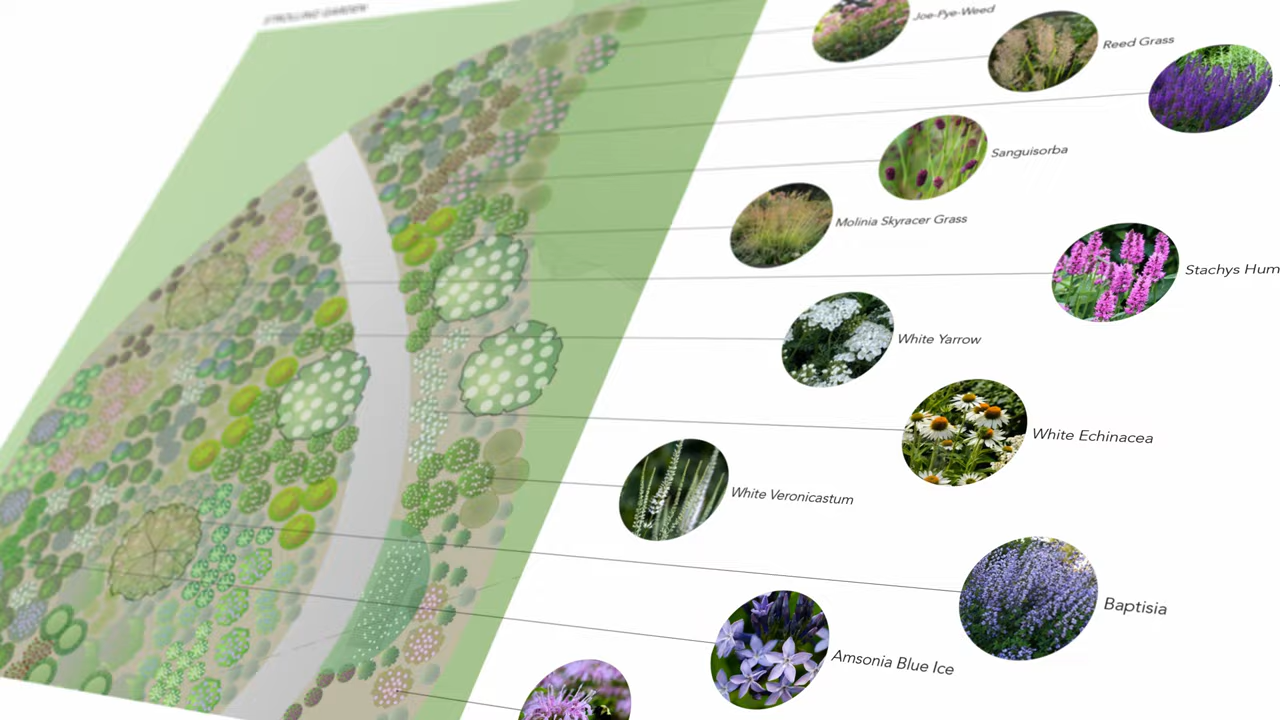 STROLLING GARDEN
Joe-Pye-Weed
Reed Grass
Sanguisorba
Molinia Skyracer Grass
Stachys Hum
White Yarrow
White Echinacea
White Veronicastum
Baptisia
Amsonia Blue Ice